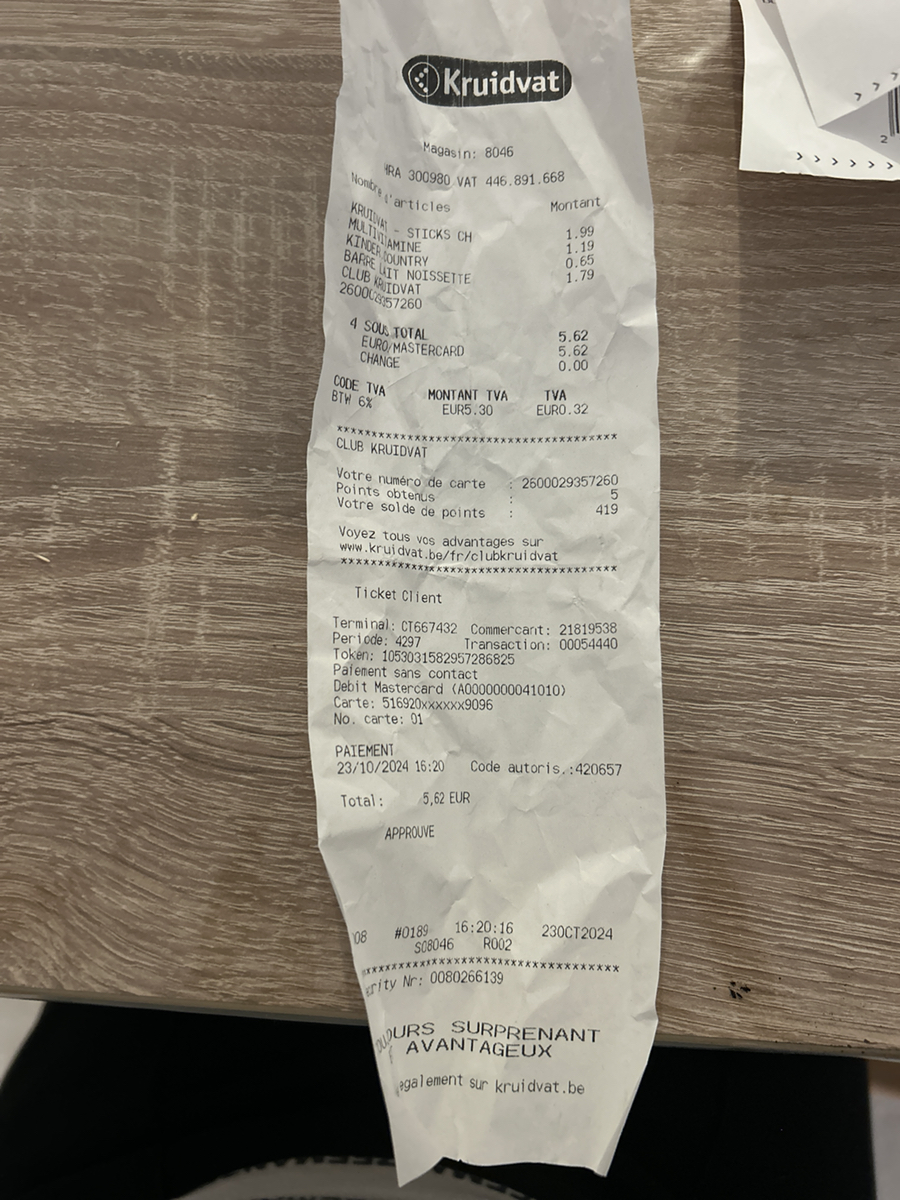 Kruidvat
Magasin: 8046
HRA 300980 VAT 446.891.668
Nombre d'articles Montant
KRUIDVAT - STICKS CH 1.99
MULTIVITAMINE 1.19
KINDER COUNTRY 0.65
BARRE LAIT NOISSETTE 1.79
CLUB KRUIDVAT
2600029357260
4 SOUS TOTAL 5.62
EURO/MASTERCARD 5.62
CHANGE 0.00
CODE TVA MONTANT TVA TVA
BTW 6% EUR5.30 EUR0.32
****************************************
CLUB KRUIDVAT
Votre numéro de carte : 2600029357260
Points obtenus : 5
Votre solde de points : 419
Voyez tous vos advantages sur
www.kruidvat.be/fr/clubkruidvat
****************************************
Ticket Client
Terminal: CT667432 Commercant: 21819538
Periode: 4297 Transaction: 00054440
Token: 1053031582957286825
Paiement sans contact
Debit Mastercard (A0000000041010)
Carte: 516920xxxxxx9096
No. carte: 01
PAIEMENT
23/10/2024 16:20 Code autoris.:420657
Total: 5,62 EUR
APPROUVE
08 #0189 16:20:16 23OCT2024
S08046 R002
****************************************
rity Nr: 0080266139
OUJOURS SURPRENANT
AVANTAGEUX
egalement sur kruidvat.be